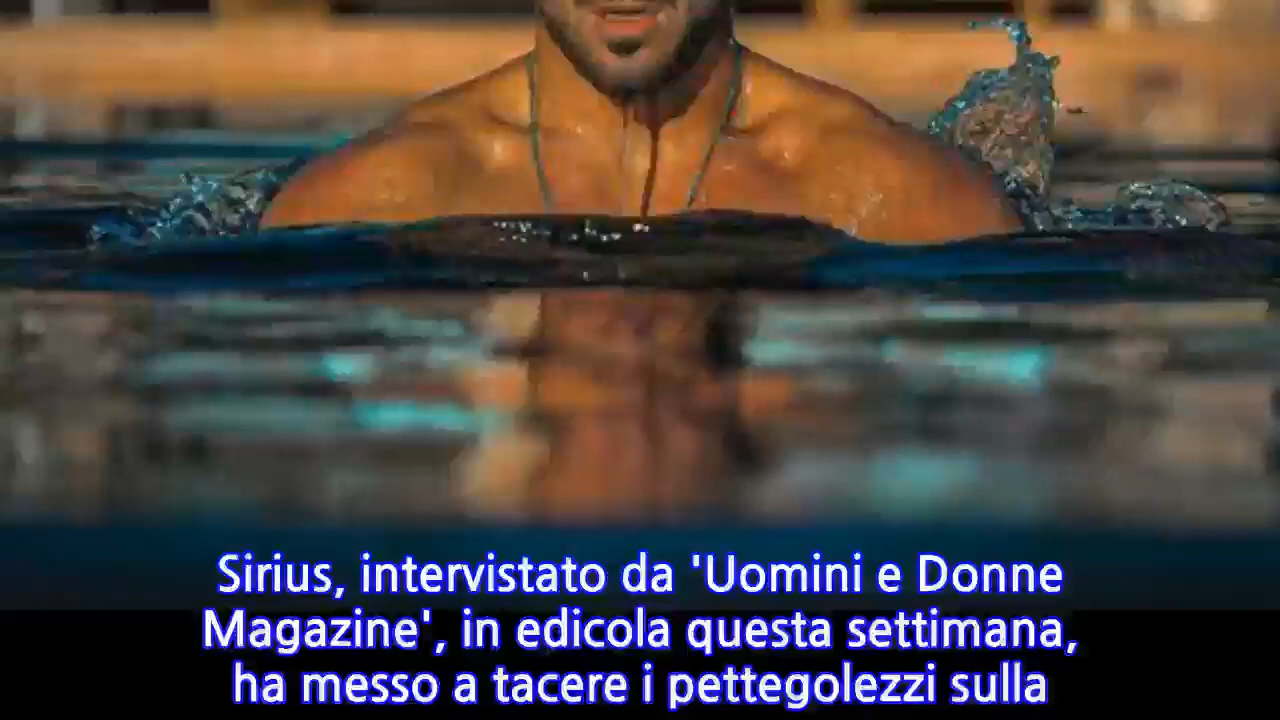 Sirius, intervistato da 'Uomini e Donne
Magazine', in edicola questa settimana,
ha messo a tacere i pettegolezzi sulla